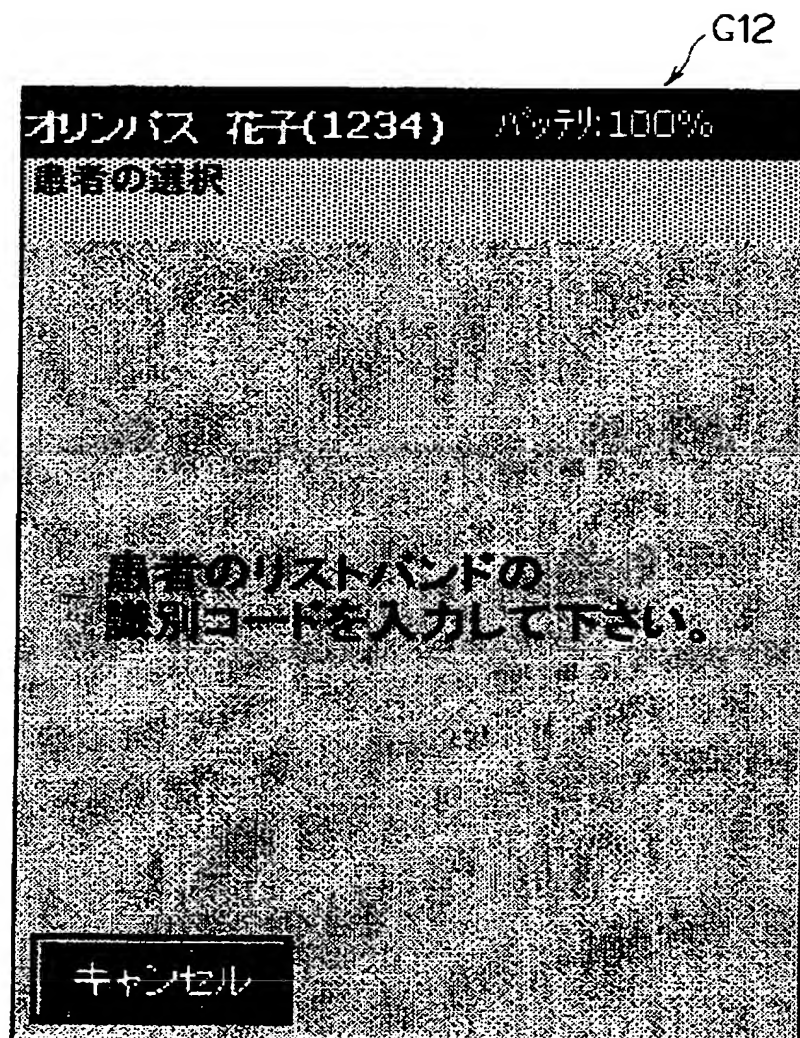 G12
オリンパス 花子(1234) バッテリ:100%
患者の選択
患者のリストバンドの
識別コードを入力して下さい。
キャンセル